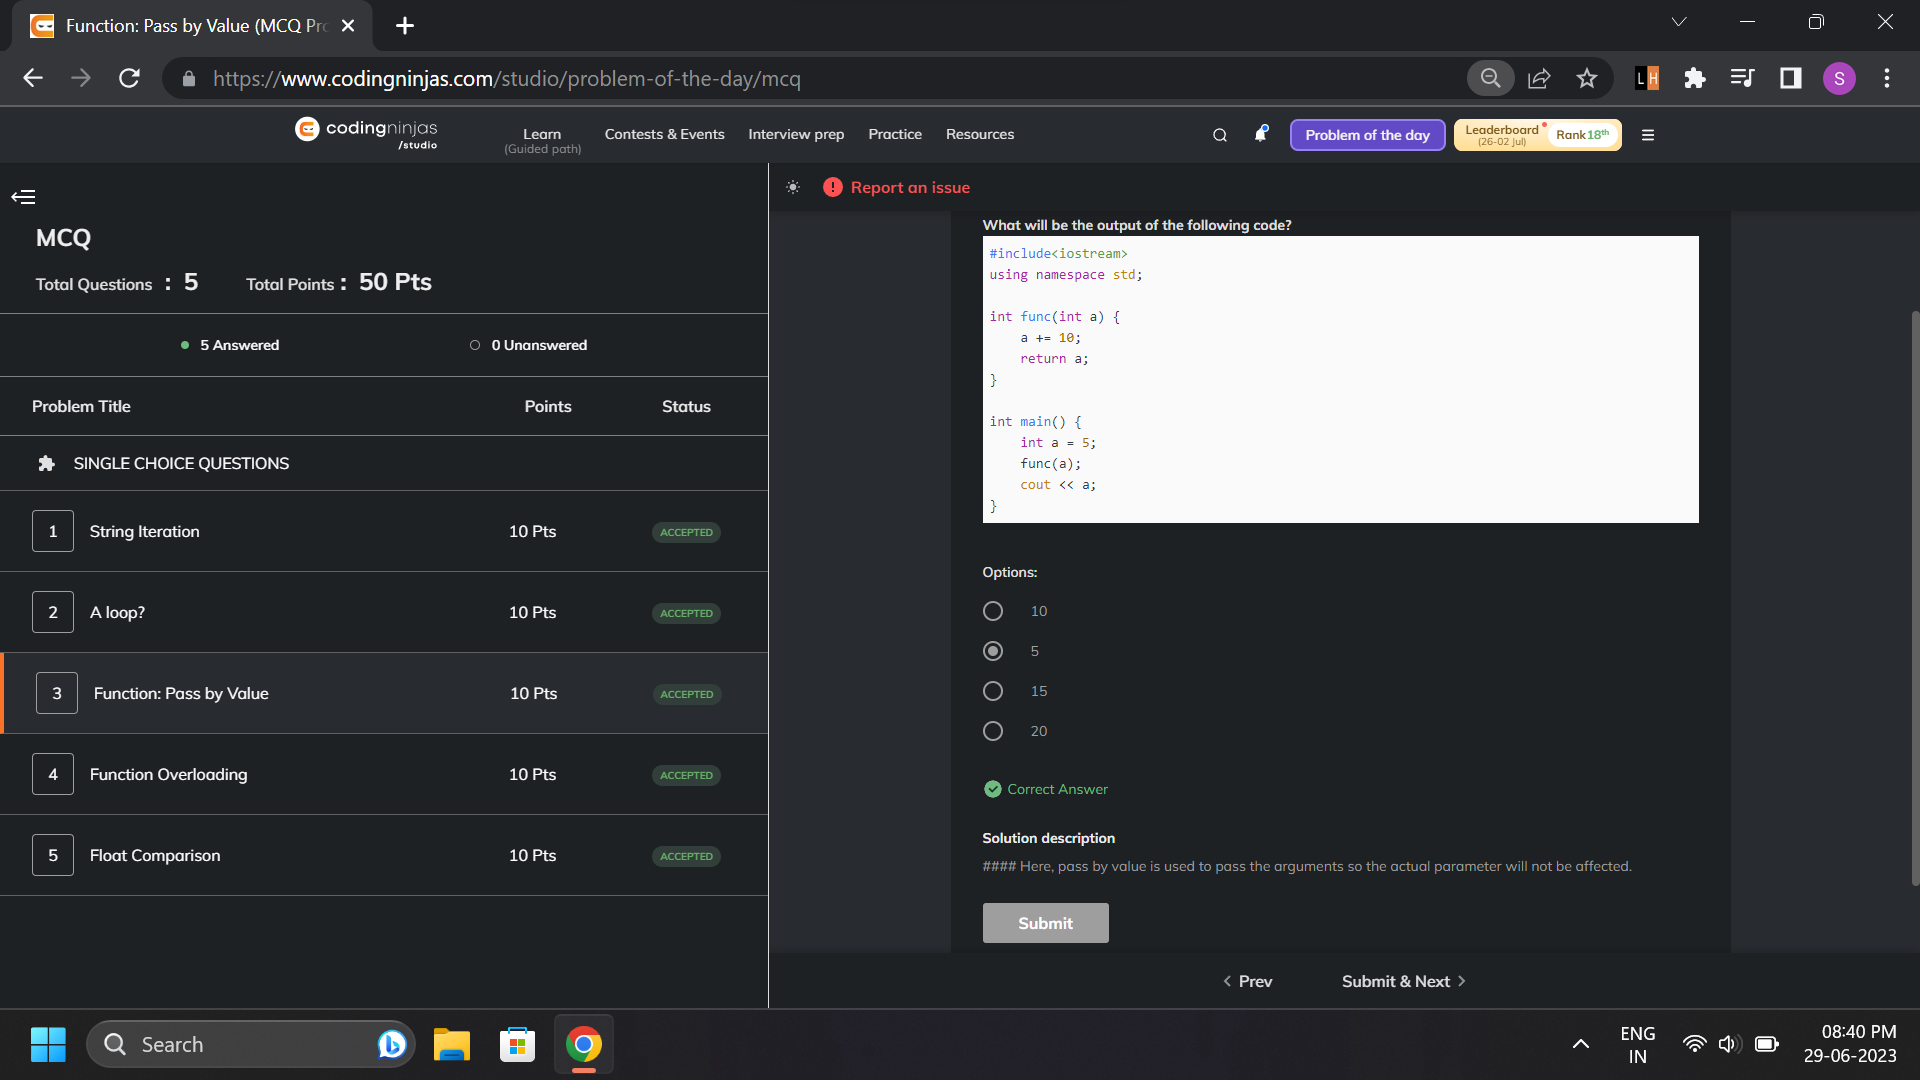 Function: Pass by Value (MCQ Pr
https://www.codingninjas.com/studio/problem-of-the-day/mcq
LH
S
codingninjas
/studio
Learn
(Guided path)
Contests & Events
Interview prep
Practice
Resources
Problem of the day
Leaderboard
(26-02 Jul)
Rank 18th
MCQ
Total Questions : 5 Total Points : 50 Pts
5 Answered 0 Unanswered
Problem Title Points Status
SINGLE CHOICE QUESTIONS
1 String Iteration 10 Pts ACCEPTED
2 A loop? 10 Pts ACCEPTED
3 Function: Pass by Value 10 Pts ACCEPTED
4 Function Overloading 10 Pts ACCEPTED
5 Float Comparison 10 Pts ACCEPTED
Report an issue
What will be the output of the following code?
#include<iostream>
using namespace std;
int func(int a) {
a += 10;
return a;
}
int main() {
int a = 5;
func(a);
cout << a;
}
Options:
10
5
15
20
Correct Answer
Solution description
#### Here, pass by value is used to pass the arguments so the actual parameter will not be affected.
Submit
< Prev Submit & Next >
Search
ENG
IN
08:40 PM
29-06-2023